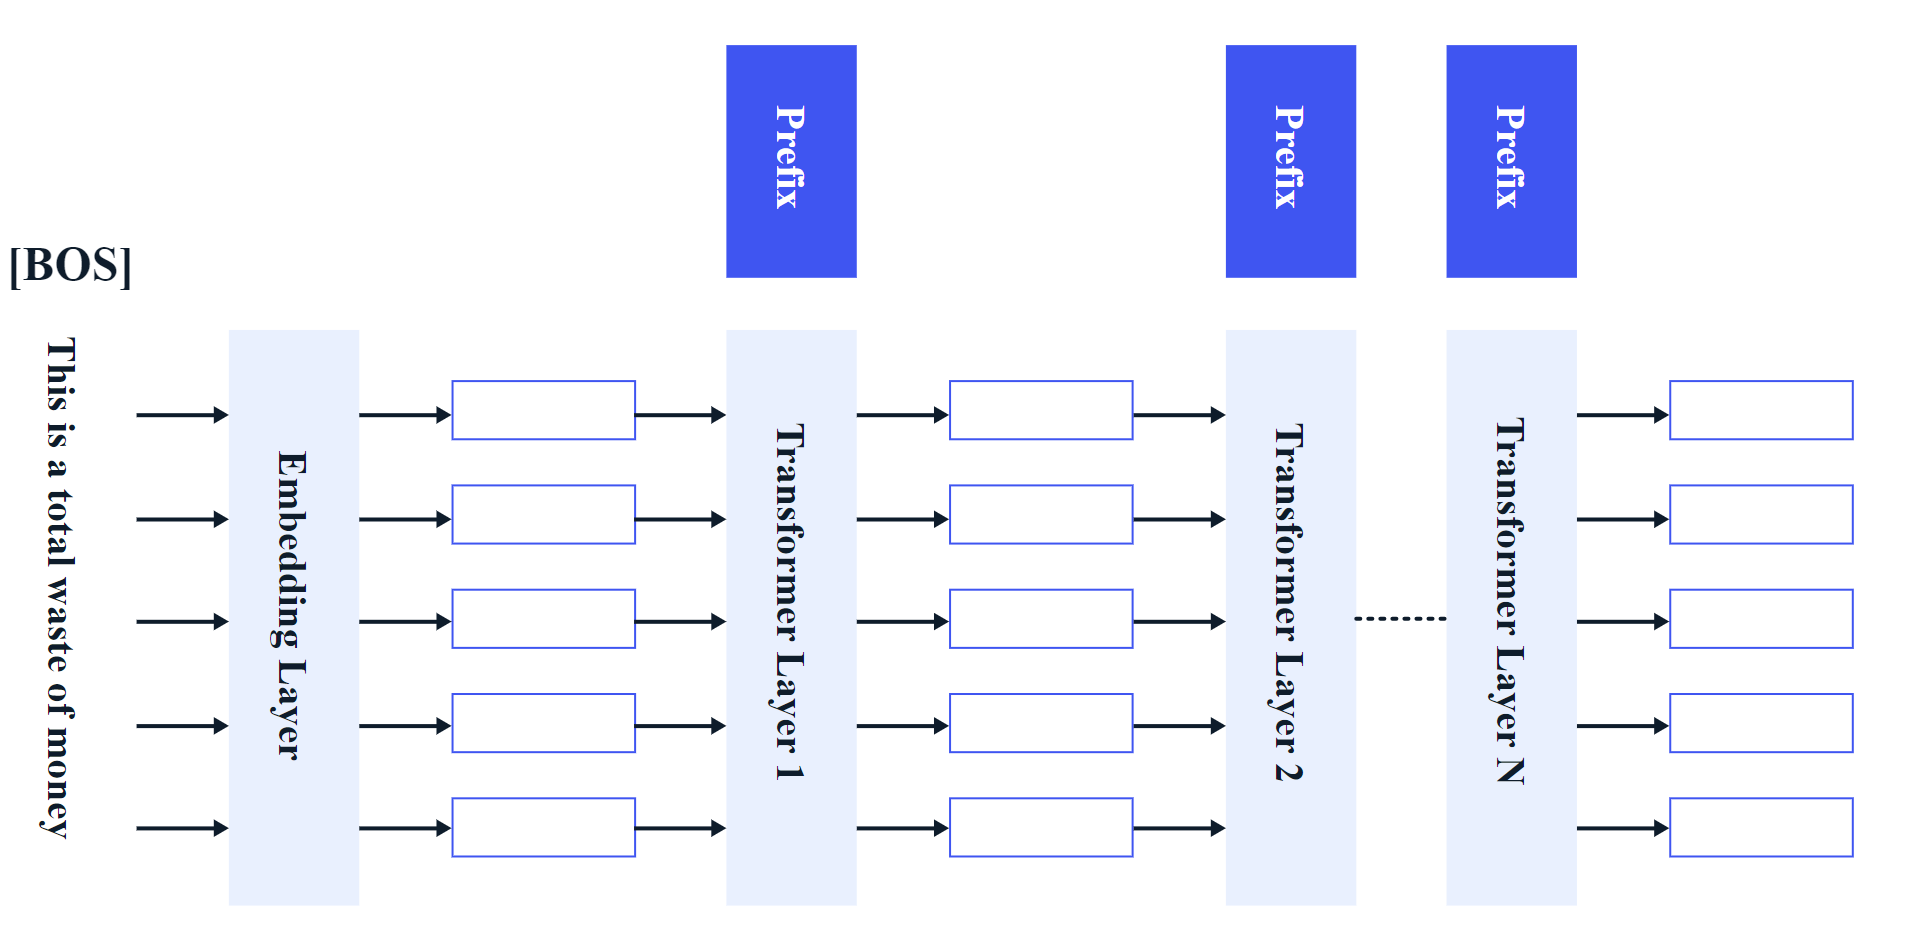 Prefix
Prefix
Prefix
[BOS]
This is a total waste of money
Embedding Layer
Transformer Layer 1
Transformer Layer 2
Transformer Layer N